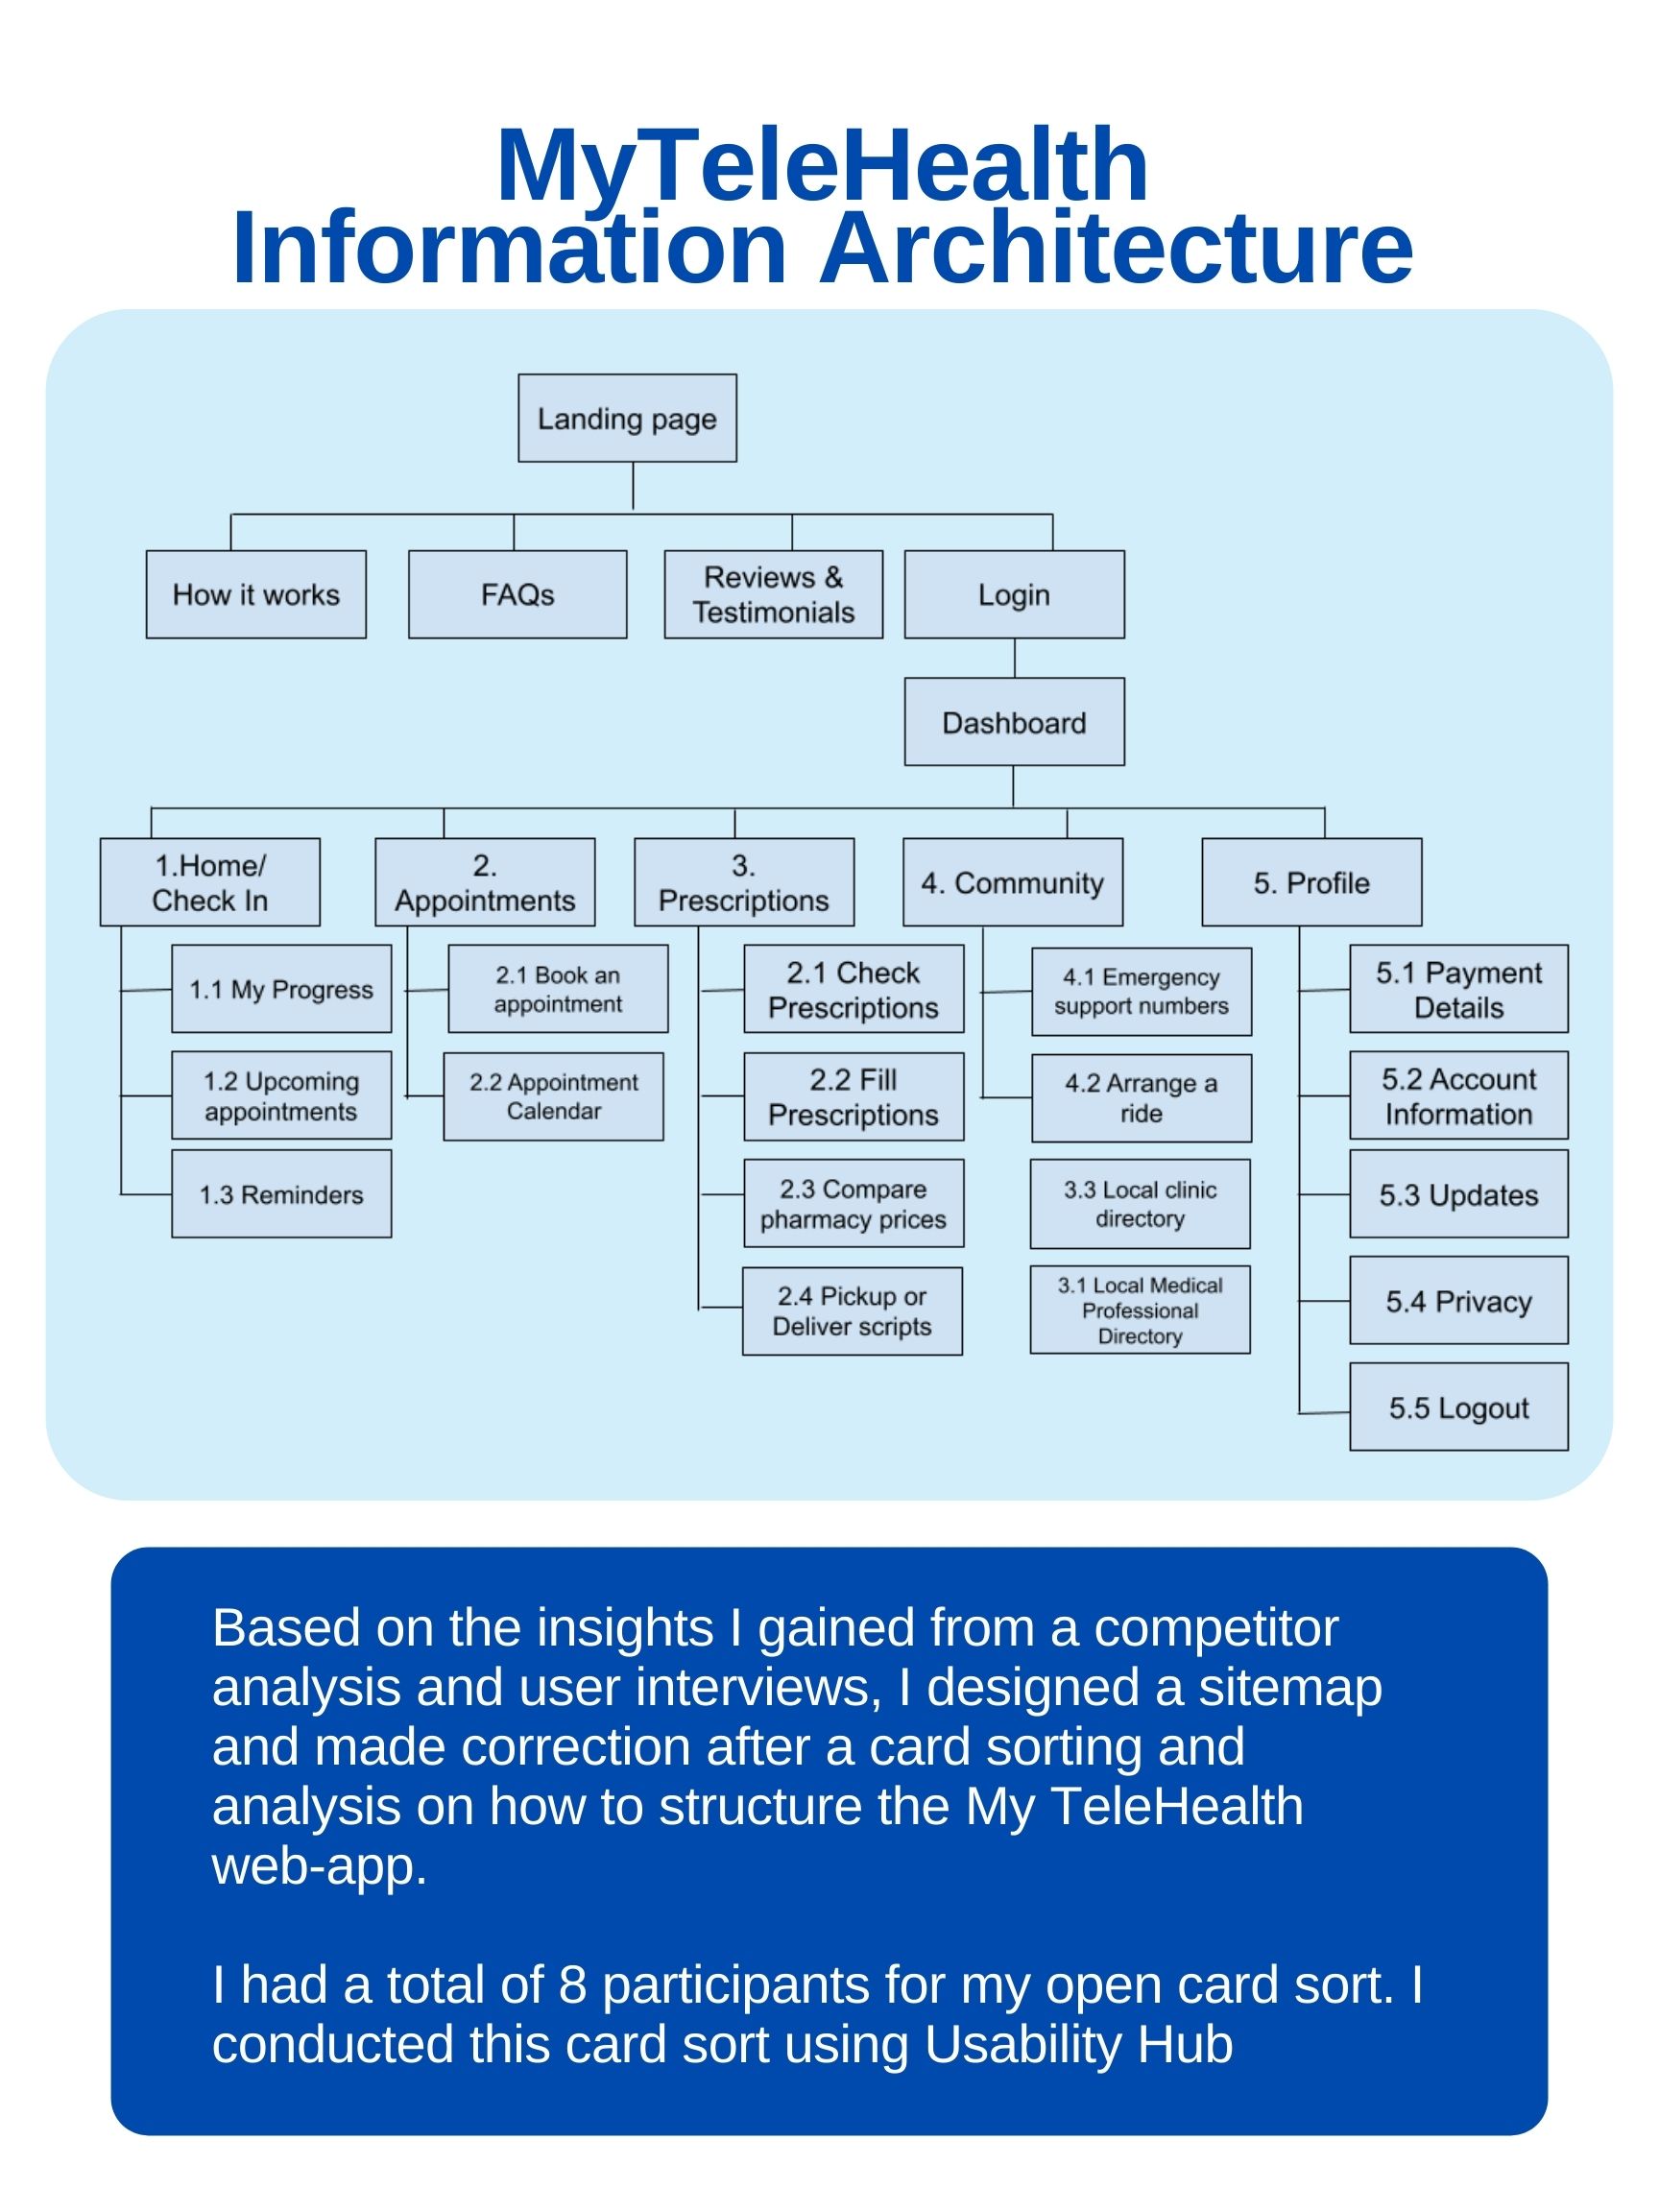 MyTeleHealth
Information Architecture
Landing page
How it works
FAQs
Reviews &
Testimonials
Login
Dashboard
1.Home/
Check In
2.
Appointments
3.
Prescriptions
4. Community
5. Profile
1.1 My Progress
1.2 Upcoming
appointments
1.3 Reminders
2.1 Book an
appointment
2.2 Appointment
Calendar
2.1 Check
Prescriptions
2.2 Fill
Prescriptions
2.3 Compare
pharmacy prices
2.4 Pickup or
Deliver scripts
4.1 Emergency
support numbers
4.2 Arrange a
ride
3.3 Local clinic
directory
3.1 Local Medical
Professional
Directory
5.1 Payment
Details
5.2 Account
Information
5.3 Updates
5.4 Privacy
5.5 Logout
Based on the insights I gained from a competitor
analysis and user interviews, I designed a sitemap
and made correction after a card sorting and
analysis on how to structure the My TeleHealth
web-app.
I had a total of 8 participants for my open card sort. I
conducted this card sort using Usability Hub